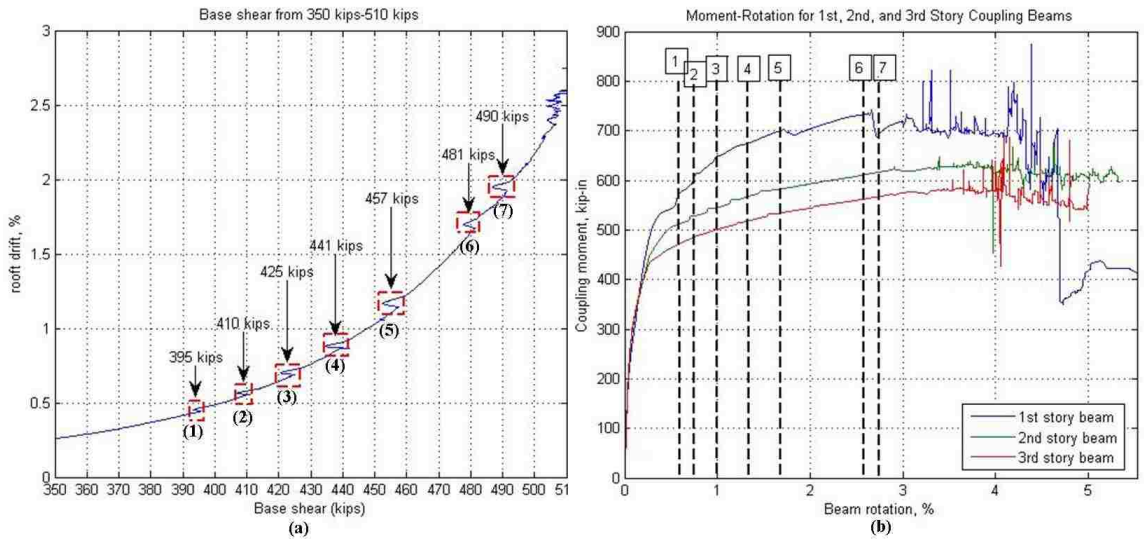 Base shear from 350 kips-510 kips
rooft drift, %
3
2.5
2
1.5
1
0.5
0
490 kips
481 kips
457 kips
441 kips
425 kips
410 kips
395 kips
(7)
(6)
(5)
(4)
(3)
(2)
(1)
350 360 370 380 390 400 410 420 430 440 450 460 470 480 490 500 51
Base shear (kips)
(a)
Moment-Rotation for 1st, 2nd, and 3rd Story Coupling Beams
Coupling moment, kip-in
900
800
700
600
500
400
300
200
100
0
1
2
3
4
5
6
7
1st story beam
2nd story beam
3rd story beam
0 1 2 3 4 5
Beam rotation, %
(b)